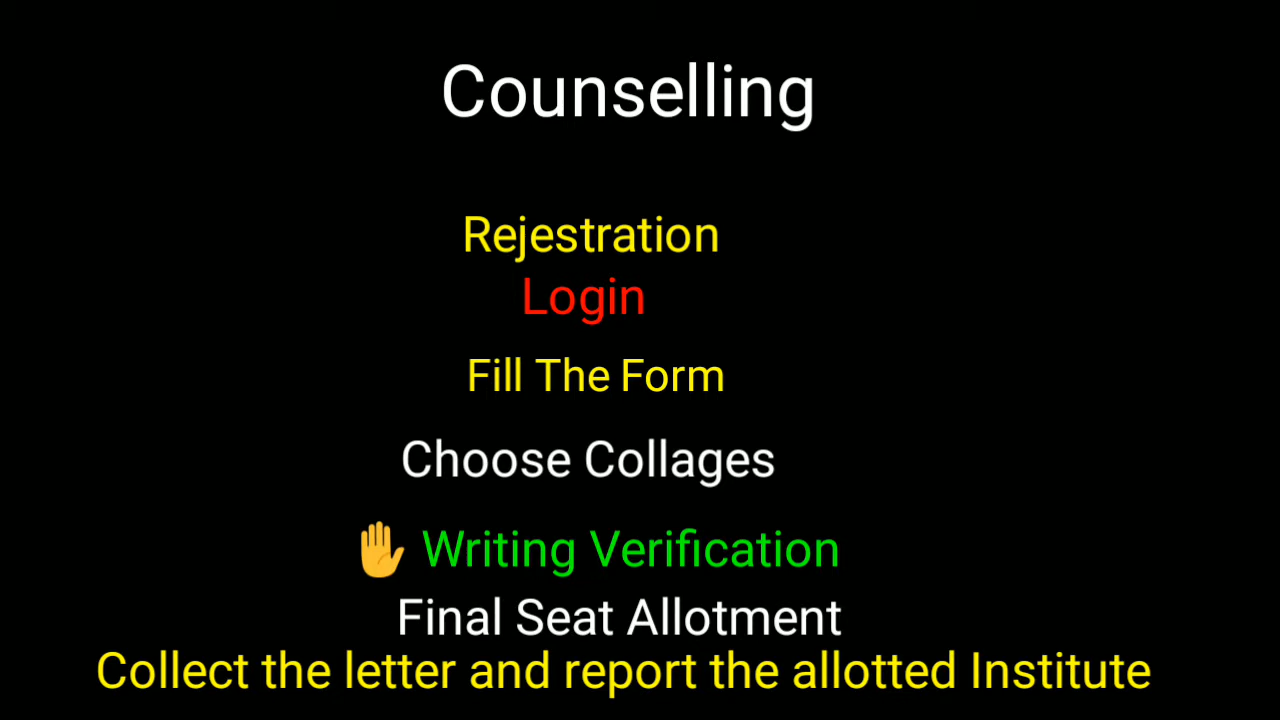 Counselling
Rejestration
Login
Fill The Form
Choose Collages
✋ Writing Verification
Final Seat Allotment
Collect the letter and report the allotted Institute